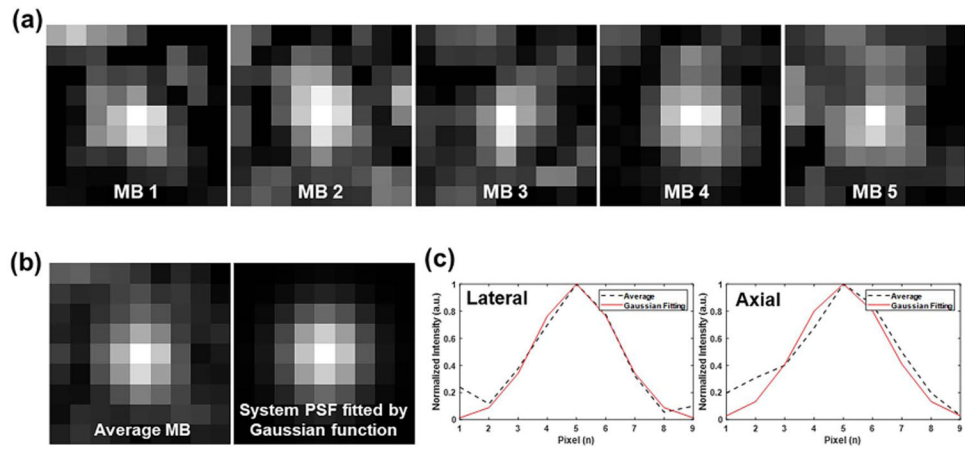 (a)
MB 1
MB 2
MB 3
MB 4
MB 5
(b)
Average MB
System PSF fitted by
Gaussian function
(c)
Lateral
Average
Gaussian Fitting
Normalized Intensity (a.u.)
1
0.8
0.6
0.4
0.2
0
1 2 3 4 5 6 7 8 9
Pixel (n)
Axial
Average
Gaussian Fitting
Normalized Intensity (a.u.)
1
0.8
0.6
0.4
0.2
0
1 2 3 4 5 6 7 8 9
Pixel (n)